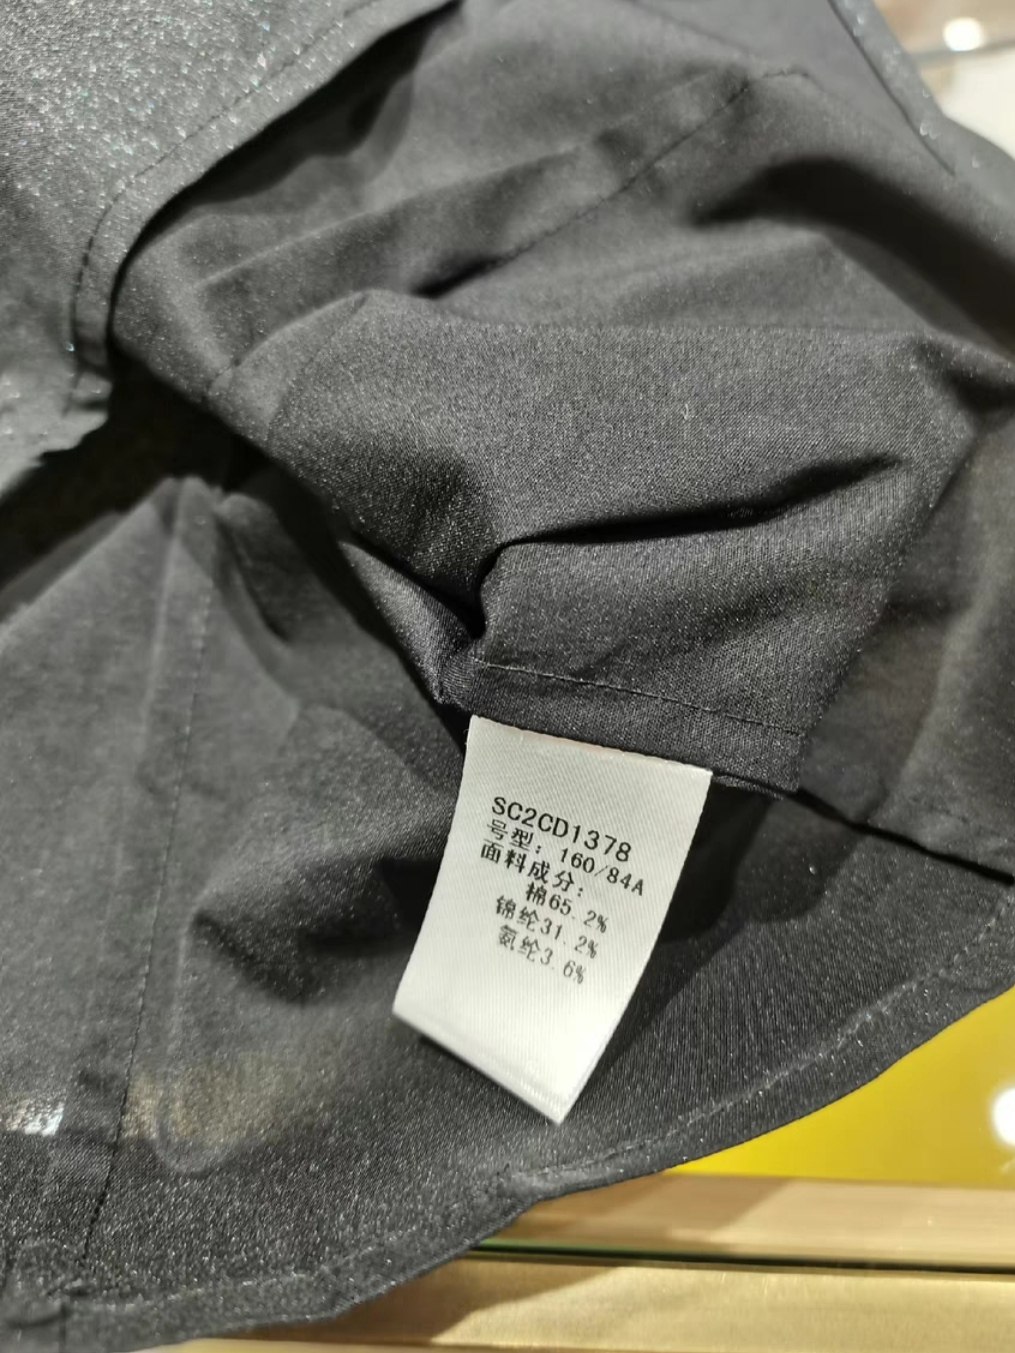 SC2CD1378
号型：160/84A
面料成分：
棉65.2%
锦纶31.2%
氨纶3.6%